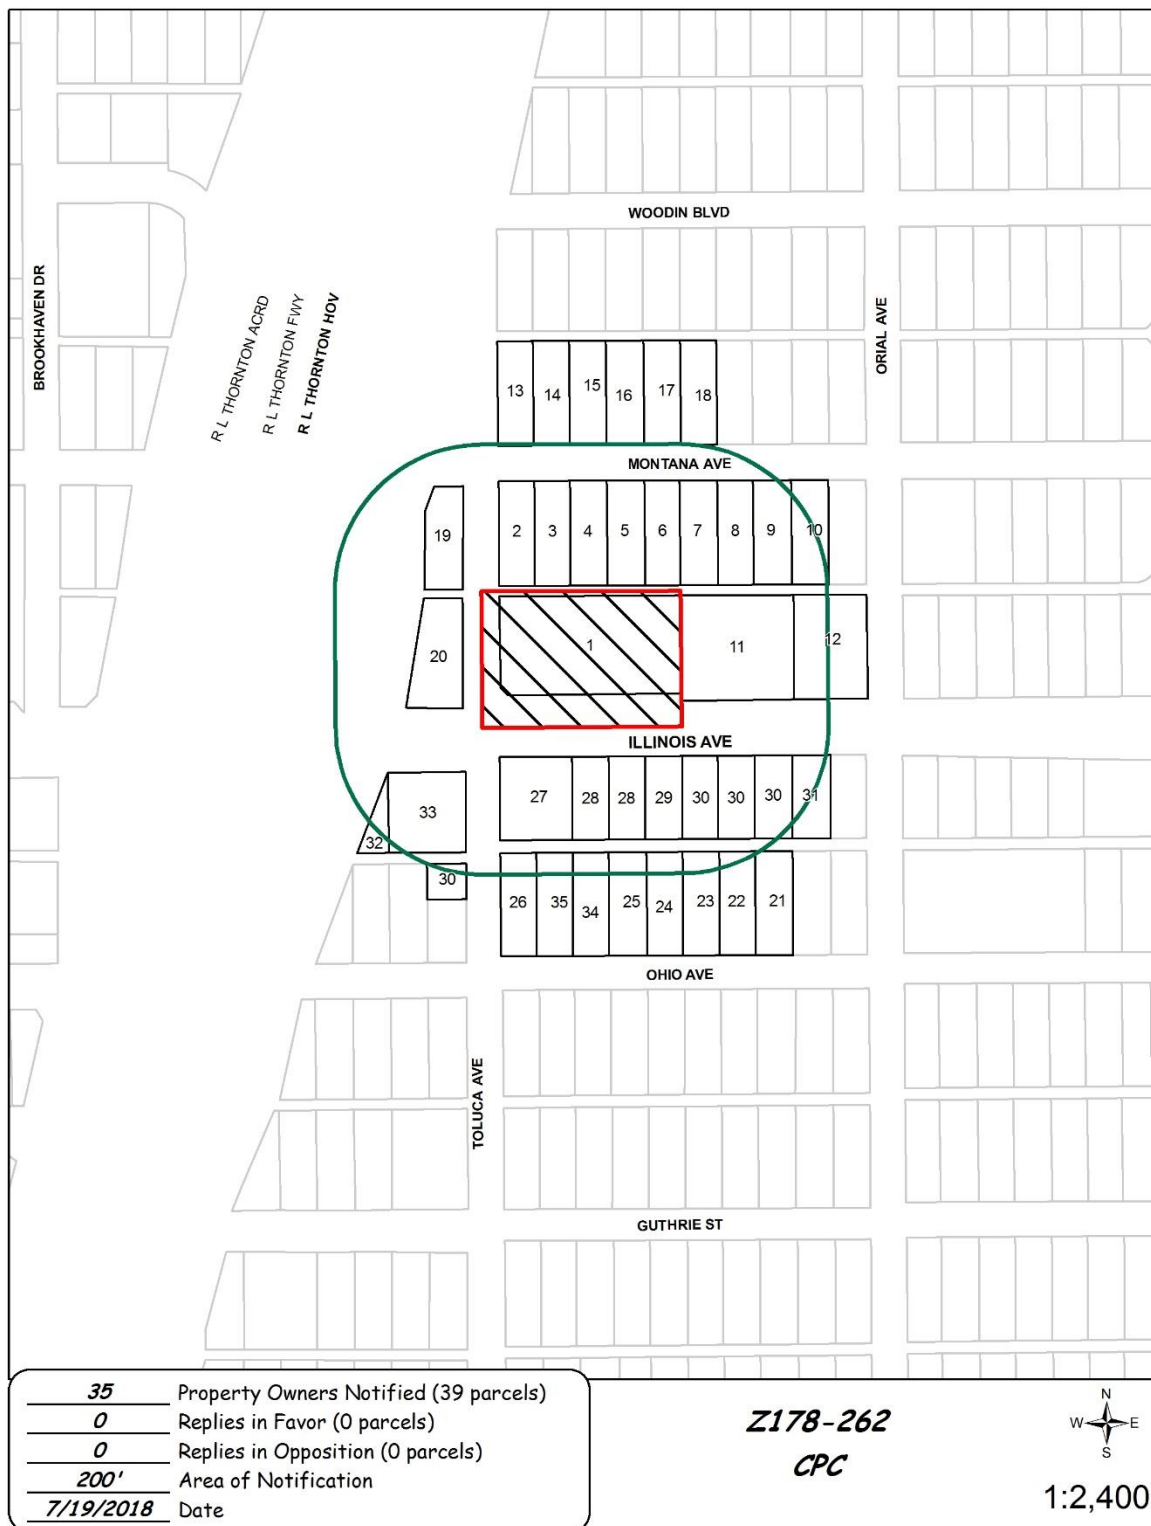 WOODIN BLVD
BROOKHAVEN DR
R L THORNTON ACRD
R L THORNTON FWY
R L THORNTON HOV
ORIAL AVE
13 14 15 16 17 18
MONTANA AVE
19 2 3 4 5 6 7 8 9 10
20 1 11 12
ILLINOIS AVE
33 27 28 28 29 30 30 30 31
32
30 26 35 34 25 24 23 22 21
OHIO AVE
TOLUCA AVE
GUTHRIE ST
35 Property Owners Notified (39 parcels)
0 Replies in Favor (0 parcels)
0 Replies in Opposition (0 parcels)
200' Area of Notification
7/19/2018 Date
Z178-262
CPC
N
W E
S
1:2,400